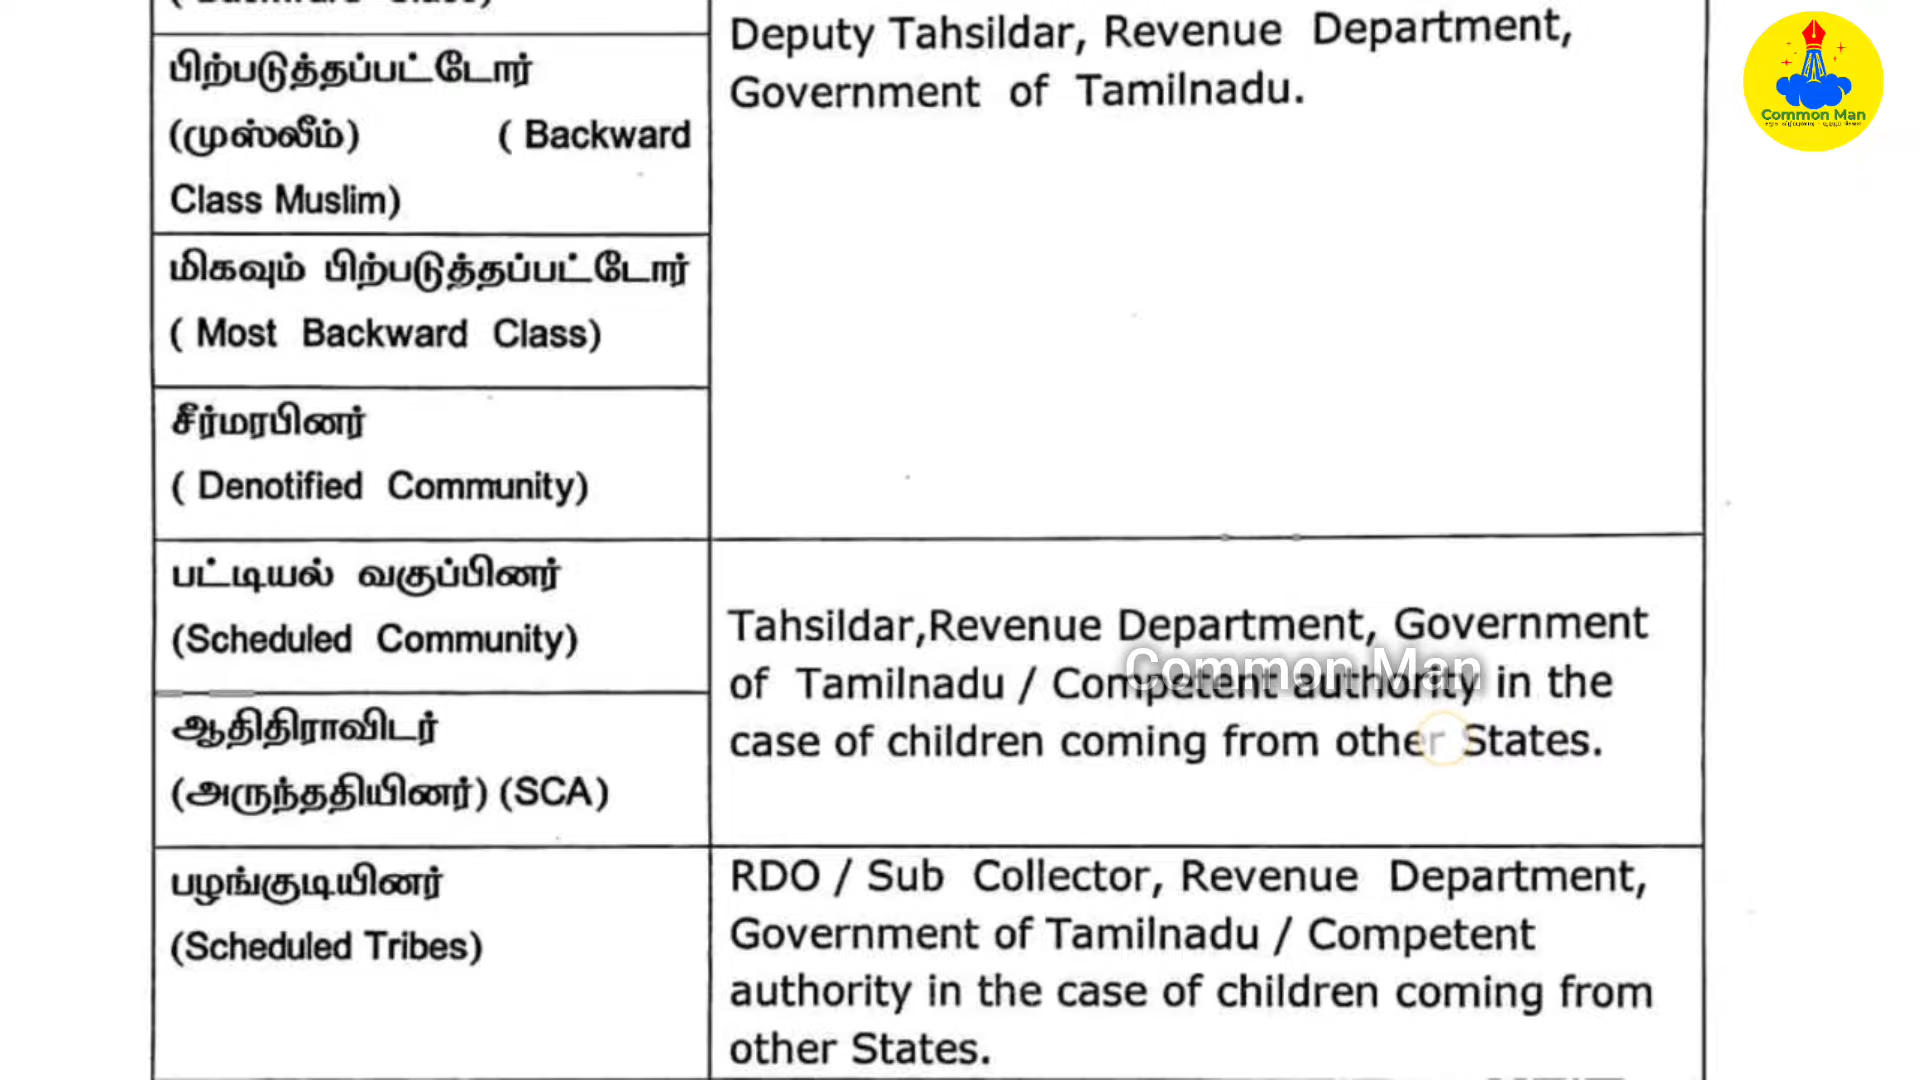 ( Backward Class)
பிற்படுத்தப்பட்டோர்
(முஸ்லீம்) ( Backward
Class Muslim)
மிகவும் பிற்படுத்தப்பட்டோர்
( Most Backward Class)
சீர்மரபினர்
( Denotified Community)
பட்டியல் வகுப்பினர்
(Scheduled Community)
ஆதிதிராவிடர்
(அருந்ததியினர்) (SCA)
பழங்குடியினர்
(Scheduled Tribes)
Deputy Tahsildar, Revenue Department,
Government of Tamilnadu.
Tahsildar,Revenue Department, Government
of Tamilnadu / Competent authority in the
case of children coming from other States.
RDO / Sub Collector, Revenue Department,
Government of Tamilnadu / Competent
authority in the case of children coming from
other States.
Common Man
Common Man